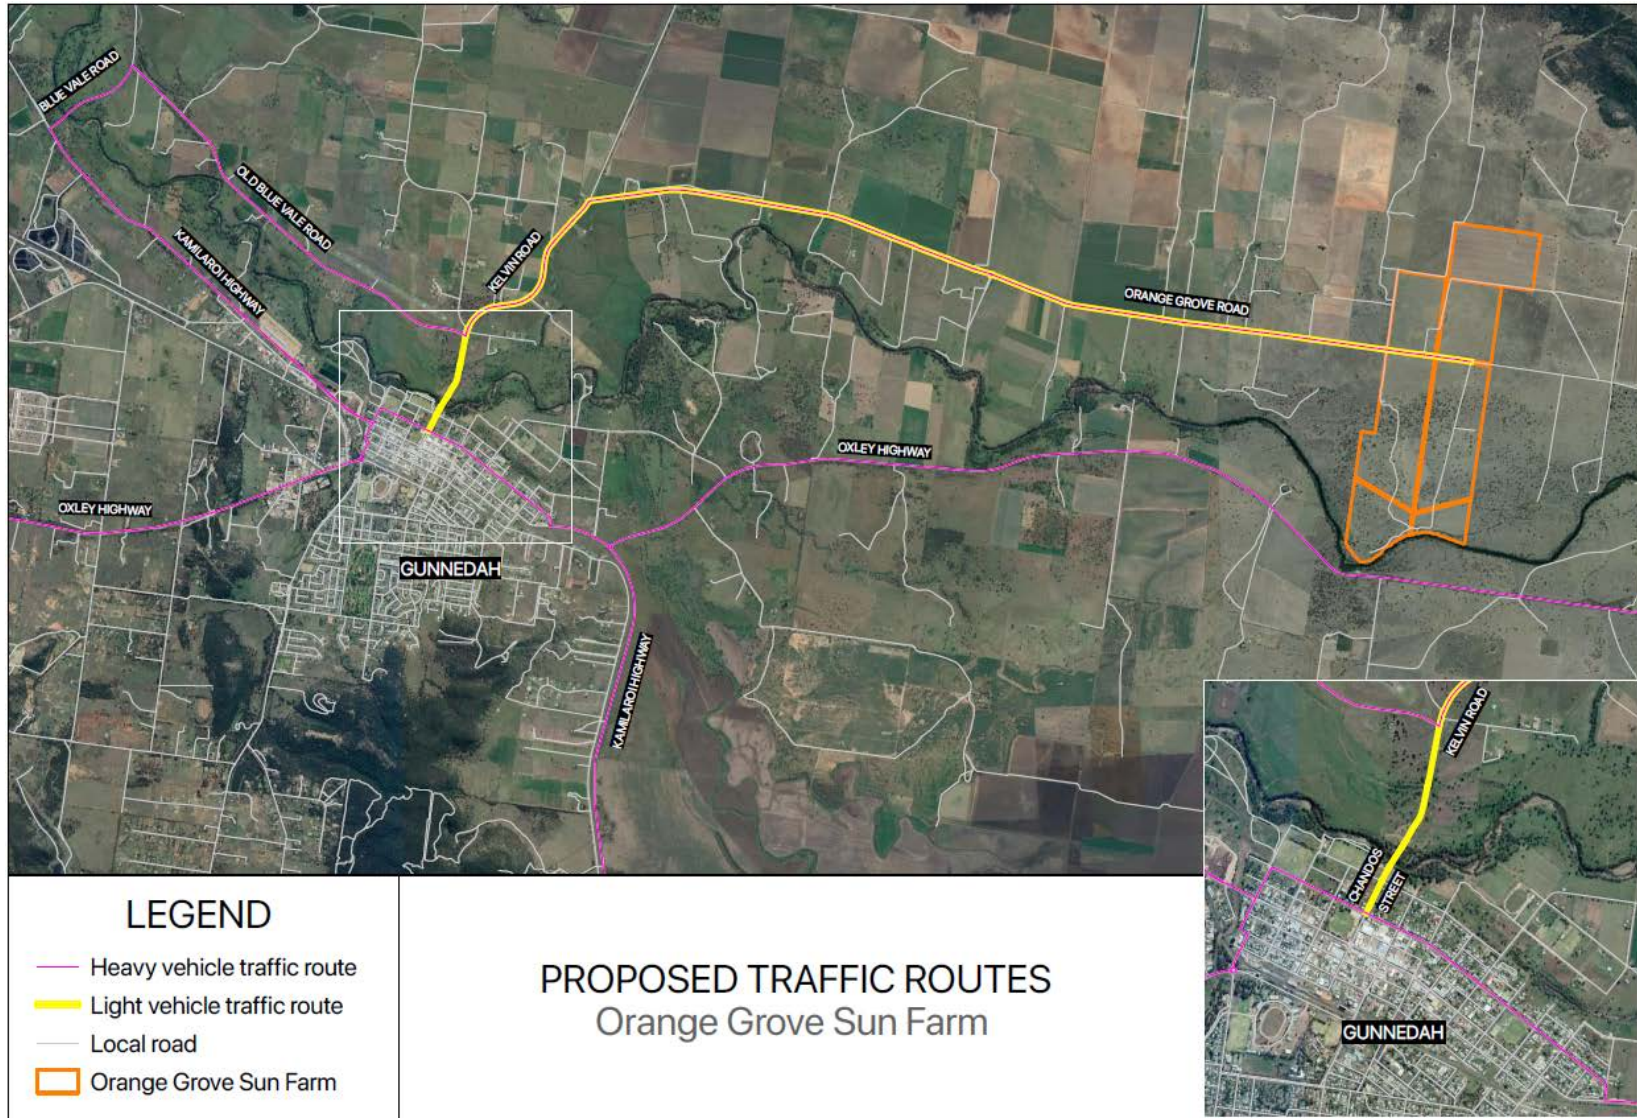 BLUE VALE ROAD
OLD BLUE VALE ROAD
KAMILAROI HIGHWAY
KELVIN ROAD
ORANGE GROVE ROAD
OXLEY HIGHWAY
OXLEY HIGHWAY
GUNNEDAH
KAMILAROI HIGHWAY
KELVIN ROAD
CHANDOS
STREET
GUNNEDAH
LEGEND
Heavy vehicle traffic route
Light vehicle traffic route
Local road
Orange Grove Sun Farm
PROPOSED TRAFFIC ROUTES
Orange Grove Sun Farm